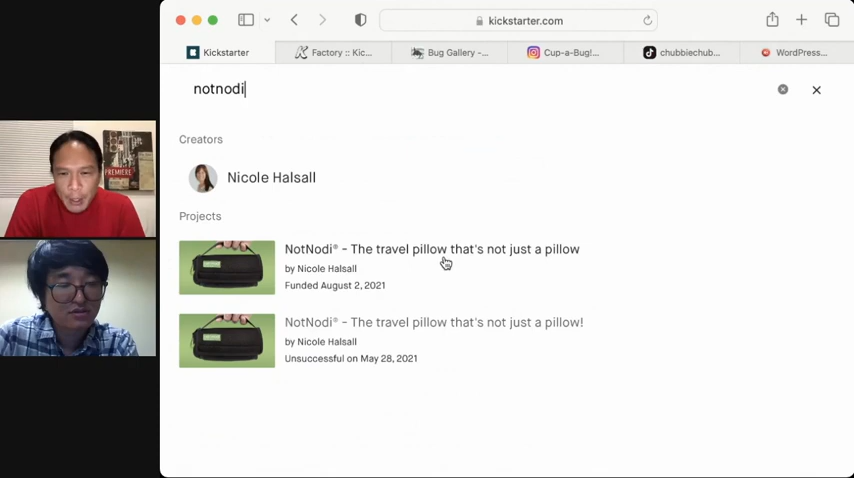 kickstarter.com
Kickstarter
Factory :: Kic...
Bug Gallery -...
Cup-a-Bug!...
chubbiechub...
WordPress...
notnodi
Creators
Nicole Halsall
Projects
NotNodi® - The travel pillow that's not just a pillow
by Nicole Halsall
Funded August 2, 2021
NotNodi® - The travel pillow that's not just a pillow!
by Nicole Halsall
Unsuccessful on May 28, 2021
PREMIERE